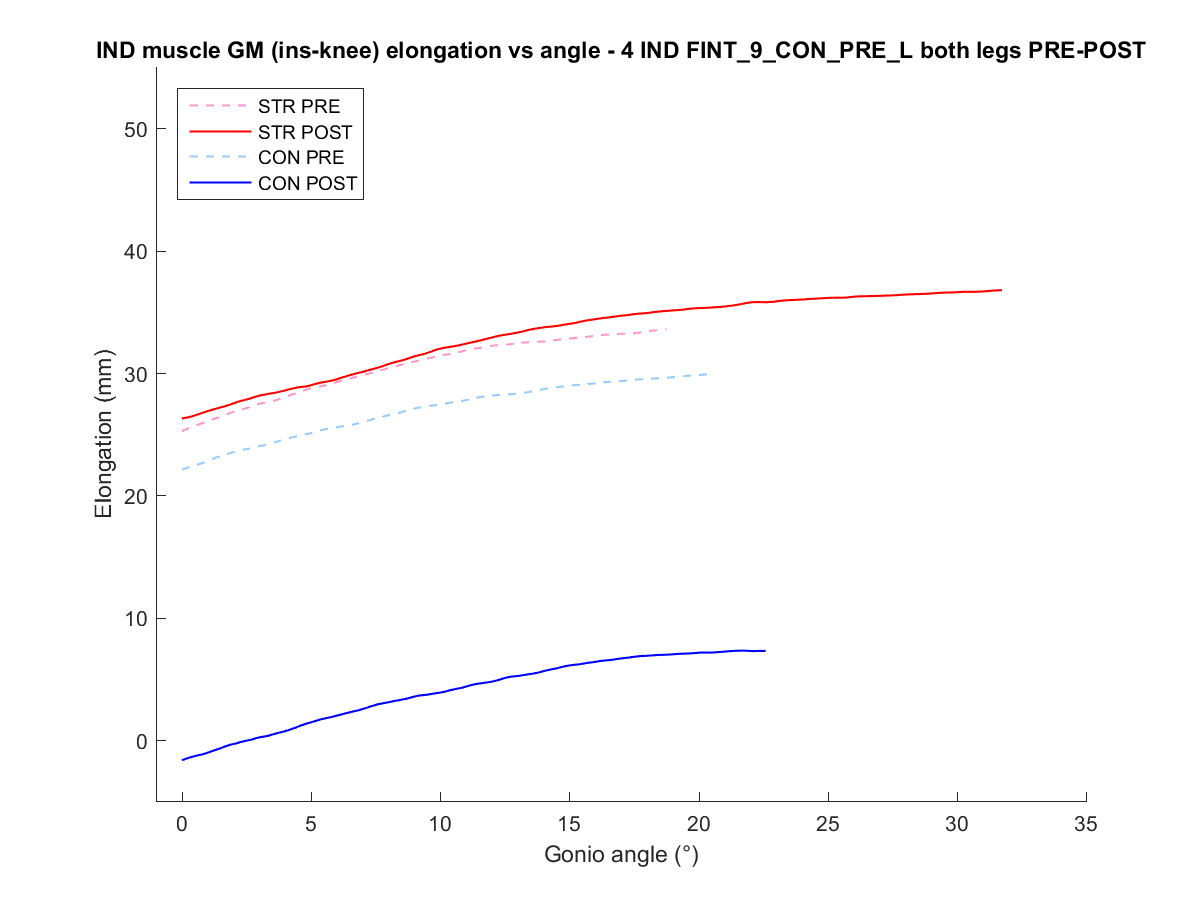 IND muscle GM (ins-knee) elongation vs angle - 4 IND FINT_9_CON_PRE_L both legs PRE-POST
STR PRE
STR POST
CON PRE
CON POST
50
40
30
20
10
0
Elongation (mm)
0 5 10 15 20 25 30 35
Gonio angle (°)